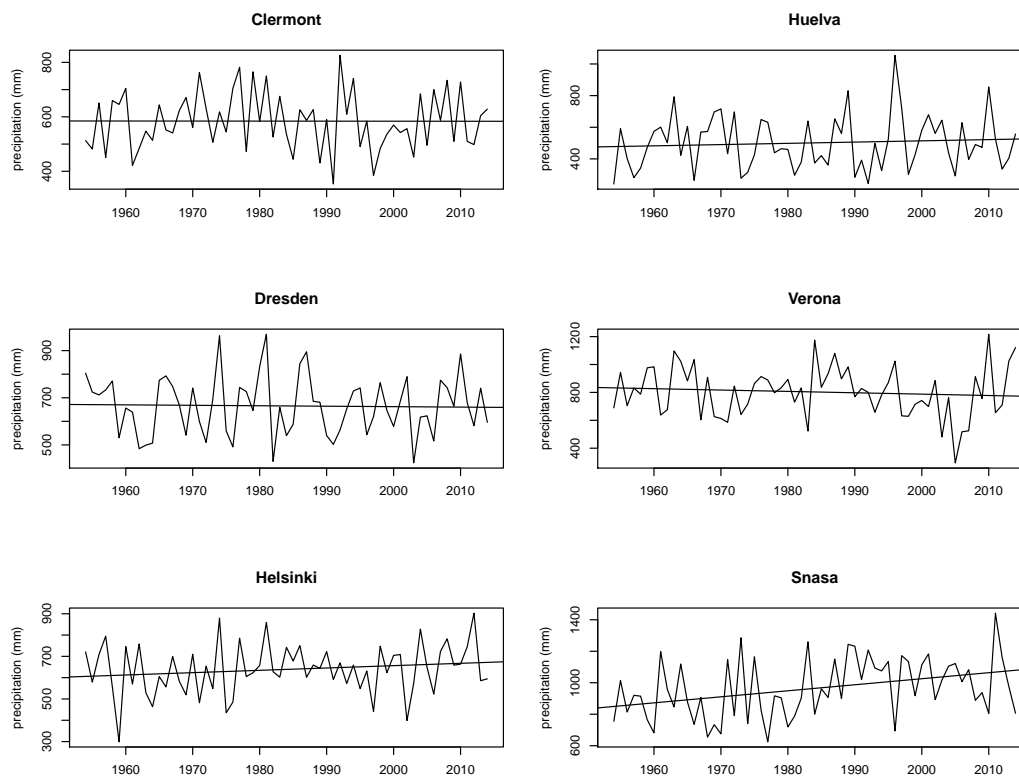 Clermont
precipitation (mm)
400 600 800
1960 1970 1980 1990 2000 2010
Huelva
precipitation (mm)
400 800
1960 1970 1980 1990 2000 2010
Dresden
precipitation (mm)
500 700 900
1960 1970 1980 1990 2000 2010
Verona
precipitation (mm)
400 800 1200
1960 1970 1980 1990 2000 2010
Helsinki
precipitation (mm)
300 500 700 900
1960 1970 1980 1990 2000 2010
Snasa
precipitation (mm)
600 1000 1400
1960 1970 1980 1990 2000 2010